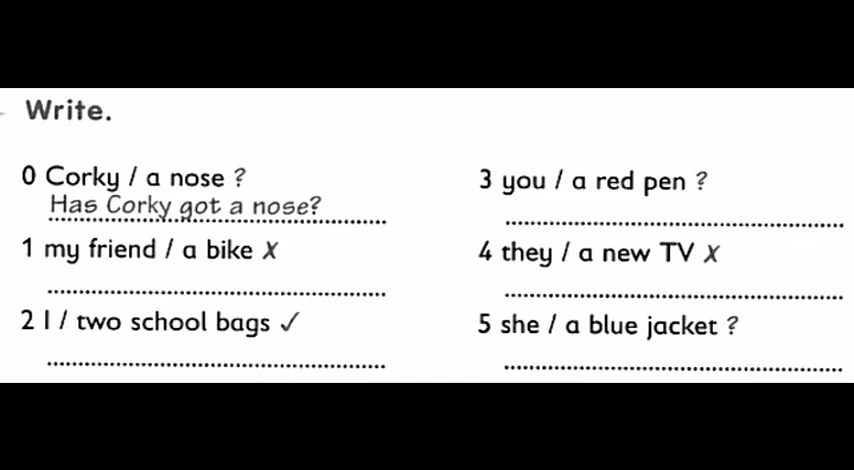 Write.
0 Corky / a nose ?
Has Corky got a nose?
1 my friend / a bike ✗
2 I / two school bags ✓
3 you / a red pen ?
4 they / a new TV ✗
5 she / a blue jacket ?